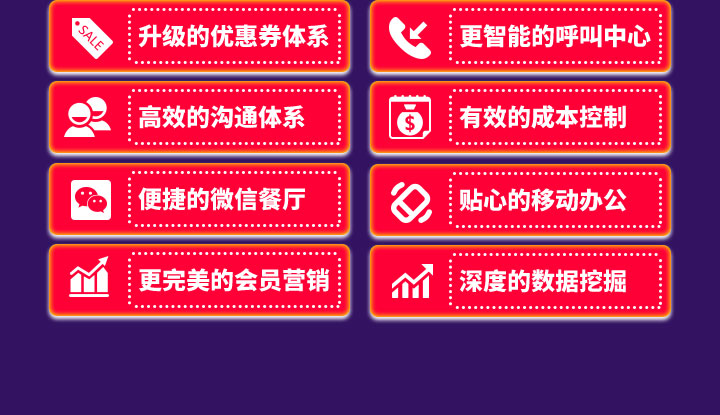 SALE
升级的优惠券体系
更智能的呼叫中心
高效的沟通体系
$
有效的成本控制
便捷的微信餐厅
贴心的移动办公
更完美的会员营销
深度的数据挖掘